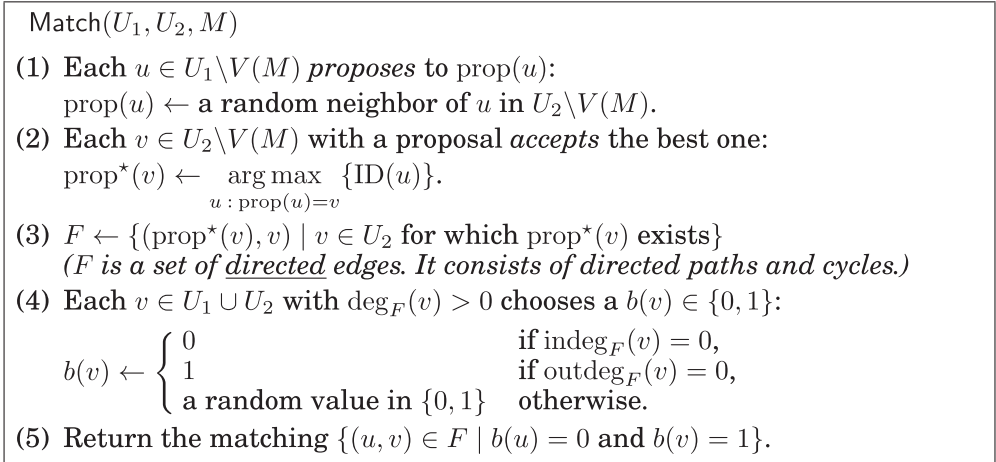 Match(U₁, U₂, M)
(1) Each u ∈ U₁\V(M) proposes to prop(u):
prop(u) ← a random neighbor of u in U₂\V(M).
(2) Each v ∈ U₂\V(M) with a proposal accepts the best one:
prop⋆(v) ← arg max {ID(u)}.
u : prop(u)=v
(3) F ← {(prop⋆(v), v) | v ∈ U₂ for which prop⋆(v) exists}
(F is a set of directed edges. It consists of directed paths and cycles.)
(4) Each v ∈ U₁ ∪ U₂ with deg_F(v) > 0 chooses a b(v) ∈ {0, 1}:
b(v) ← { 0 if indeg_F(v) = 0,
1 if outdeg_F(v) = 0,
a random value in {0, 1} otherwise.
(5) Return the matching {(u, v) ∈ F | b(u) = 0 and b(v) = 1}.